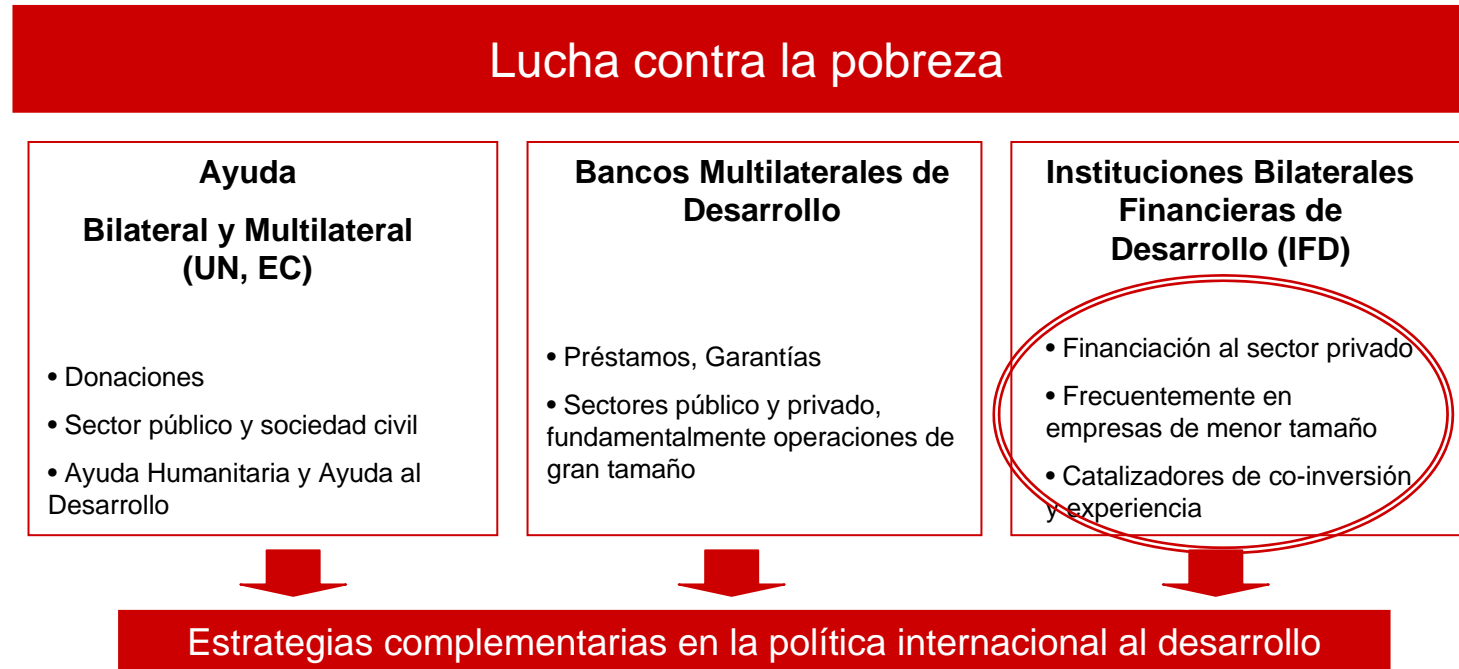 Lucha contra la pobreza
Ayuda
Bilateral y Multilateral
(UN, EC)
• Donaciones
• Sector público y sociedad civil
• Ayuda Humanitaria y Ayuda al
Desarrollo
Bancos Multilaterales de
Desarrollo
• Préstamos, Garantías
• Sectores público y privado,
fundamentalmente operaciones de
gran tamaño
Instituciones Bilaterales
Financieras de
Desarrollo (IFD)
• Financiación al sector privado
• Frecuentemente en
empresas de menor tamaño
• Catalizadores de co-inversión
y experiencia
Estrategias complementarias en la política internacional al desarrollo